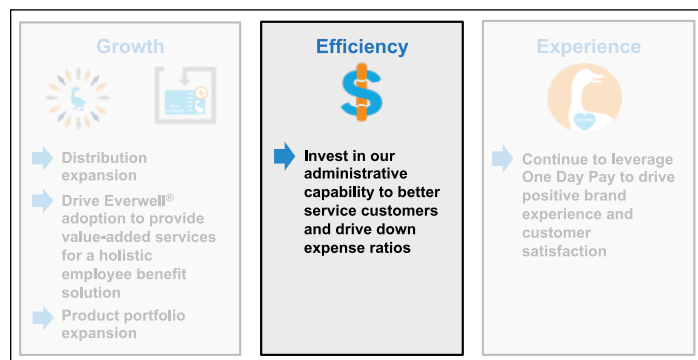 Growth
Distribution
expansion
Drive Everwell®
adoption to provide
value-added services
for a holistic
employee benefit
solution
Product portfolio
expansion
Efficiency
Invest in our
administrative
capability to better
service customers
and drive down
expense ratios
Experience
Continue to leverage
One Day Pay to drive
positive brand
experience and
customer
satisfaction